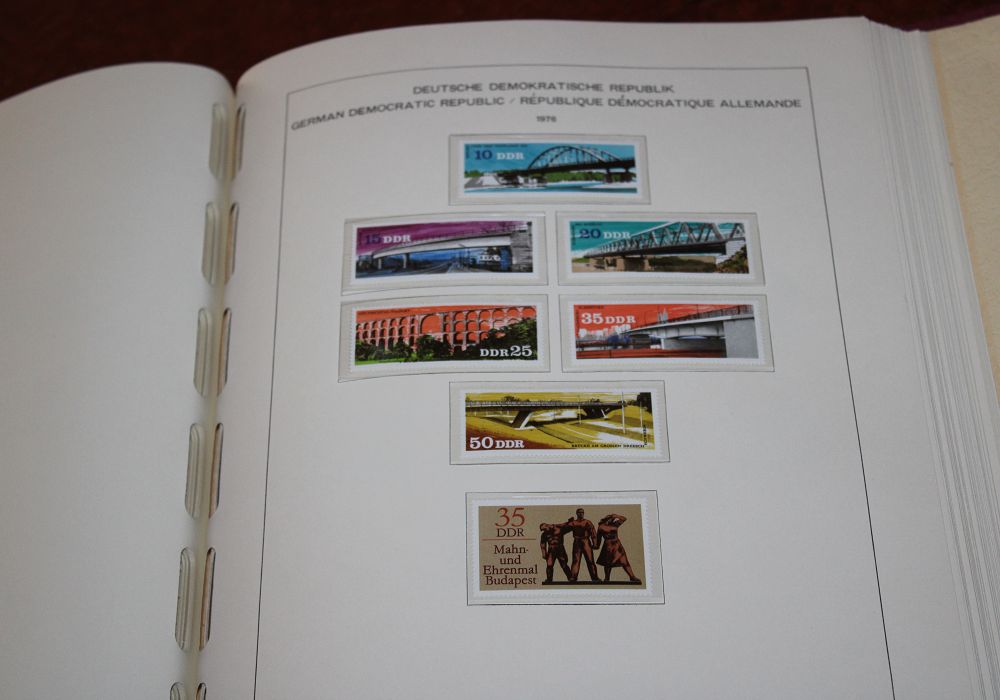 DEUTSCHE DEMOKRATISCHE REPUBLIK
GERMAN DEMOCRATIC REPUBLIC / RÉPUBLIQUE DÉMOCRATIQUE ALLEMANDE
1976
10 DDR
15 DDR
20 DDR
DDR 25
35 DDR
50 DDR
35
DDR
Mahn-
und
Ehrenmal
Budapest